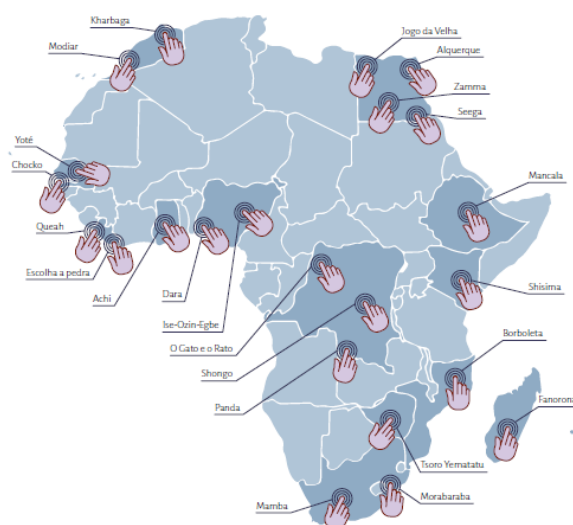 Kharbaga
Modiar
Jogo da Velha
Alquerque
Zamma
Seega
Yoté
Chocko
Queah
Escolha a pedra
Achi
Dara
Ise-Ozin-Egbe
O Gato e o Rato
Shongo
Panda
Mancala
Shisima
Borboleta
Fanorona
Tsoro Yematatu
Morabaraba
Mamba